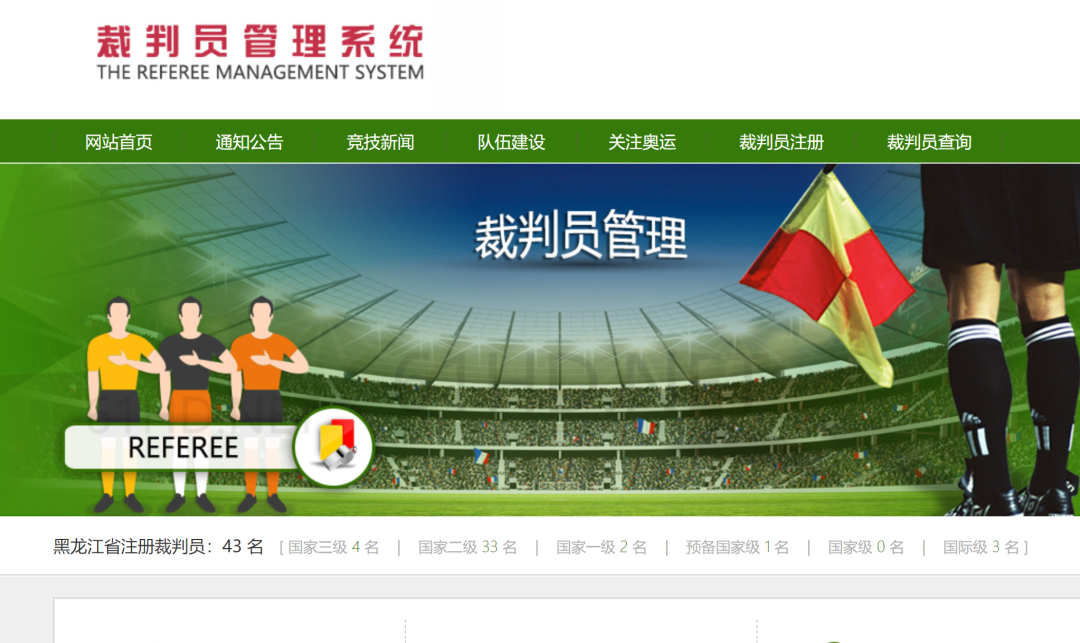 裁判员管理系统
THE REFEREE MANAGEMENT SYSTEM
网站首页 通知公告 竞技新闻 队伍建设 关注奥运 裁判员注册 裁判员查询
裁判员管理
REFEREE
黑龙江省注册裁判员：43 名 [ 国家三级 4 名 | 国家二级 33 名 | 国家一级 2 名 | 预备国家级 1 名 | 国家级 0 名 | 国际级 3 名 ]